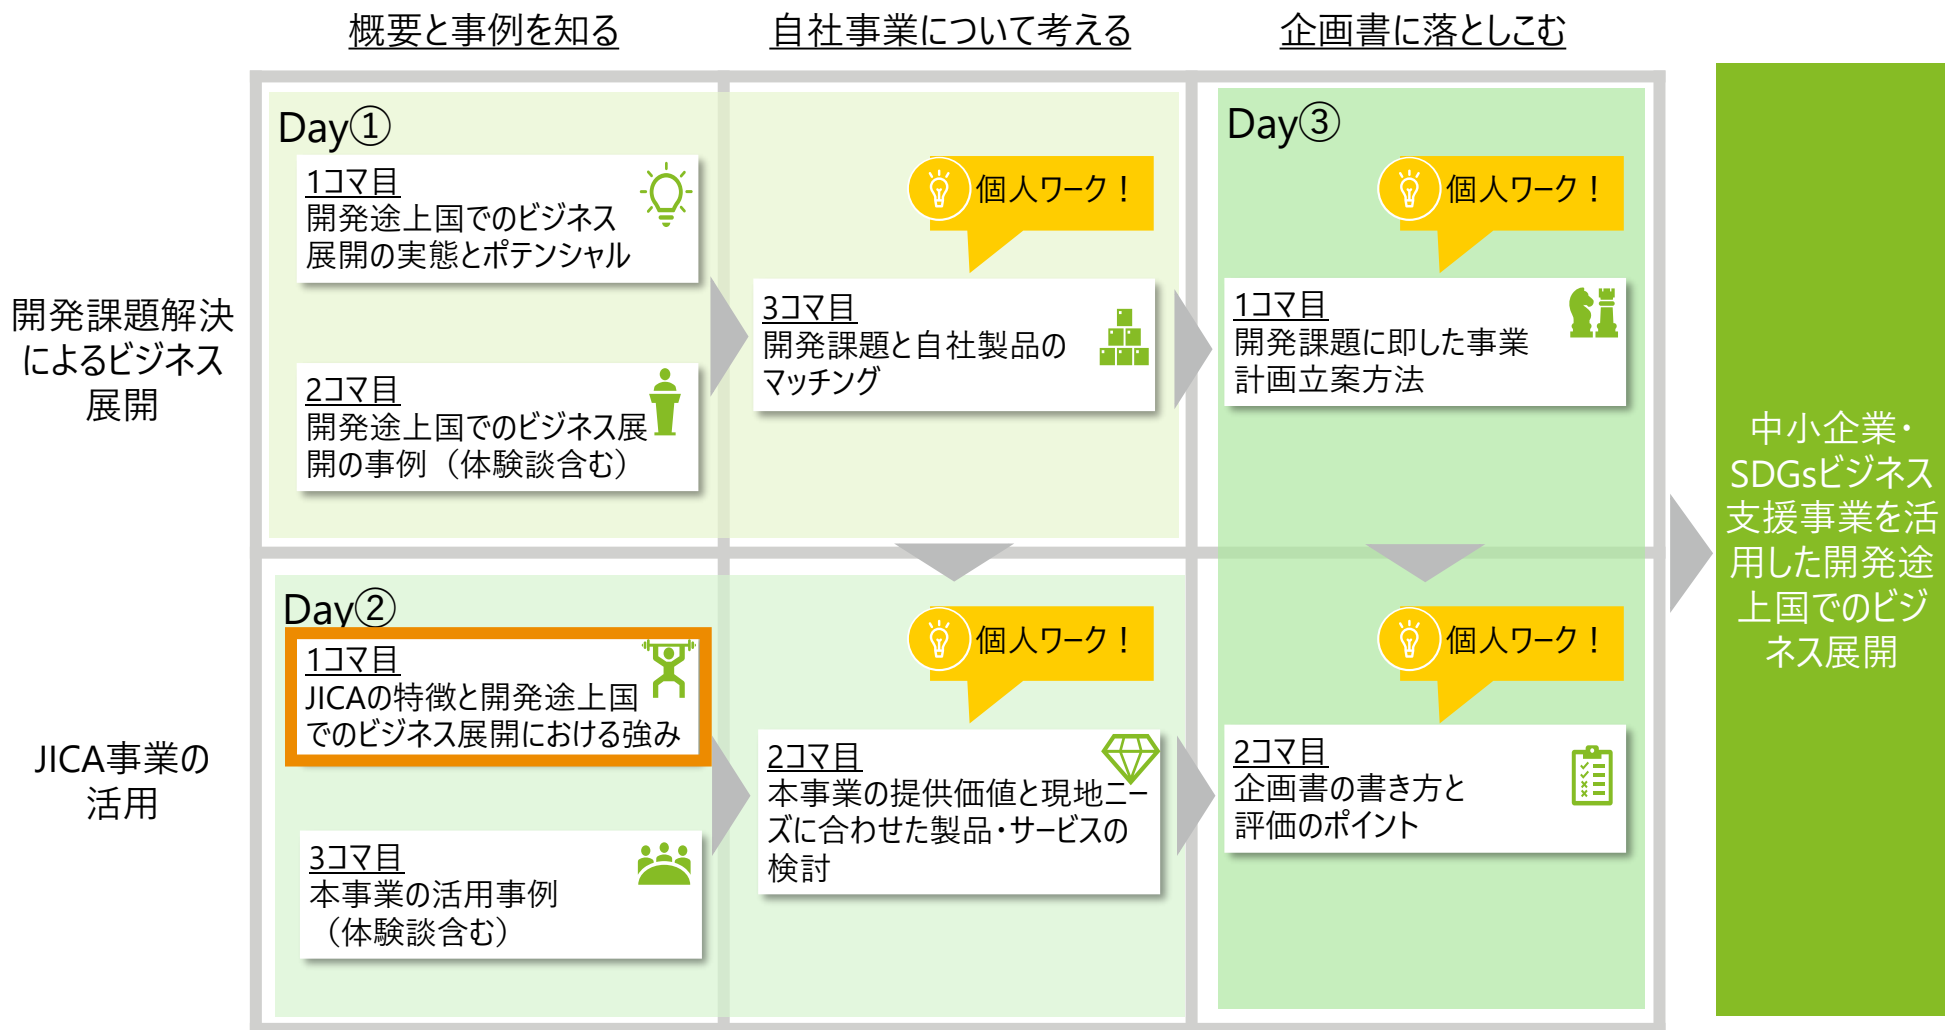 概要と事例を知る
自社事業について考える
企画書に落としこむ
開発課題解決
によるビジネス
展開
Day①
1コマ目
開発途上国でのビジネス
展開の実態とポテンシャル
2コマ目
開発途上国でのビジネス展
開の事例（体験談含む）
個人ワーク！
3コマ目
開発課題と自社製品の
マッチング
Day③
個人ワーク！
1コマ目
開発課題に即した事業
計画立案方法
JICA事業の
活用
Day②
1コマ目
JICAの特徴と開発途上国
でのビジネス展開における強み
3コマ目
本事業の活用事例
（体験談含む）
個人ワーク！
2コマ目
本事業の提供価値と現地ニー
ズに合わせた製品・サービスの
検討
個人ワーク！
2コマ目
企画書の書き方と
評価のポイント
中小企業・
SDGsビジネス
支援事業を活
用した開発途
上国でのビジ
ネス展開